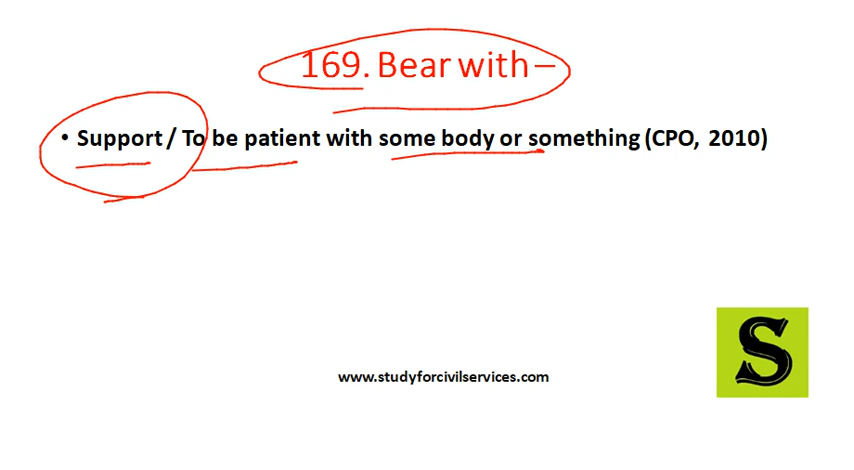 169. Bear with –
• Support / To be patient with some body or something (CPO, 2010)
S
www.studyforcivilservices.com